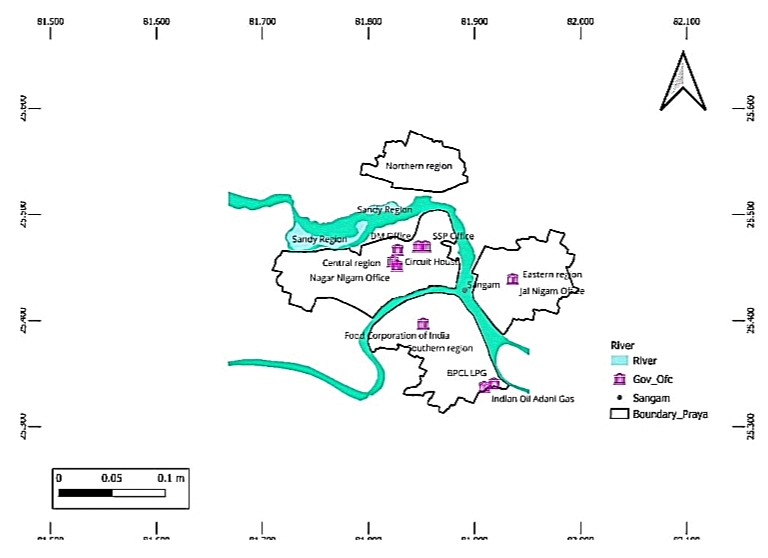 81.500 81.600 81.700 81.800 81.900 82.000 82.100
25.600 25.600
Northern region
25.500 25.500
Sandy Region
Sandy Region
DM Office
SSP Office
Central region
Circuit House
Nagar Nigam Office
Eastern region
Sangam
Jal Nigam Office
25.400 25.400
Food Corporation of India
Southern region
BPCL LPG
Indian Oil Adani Gas
River
River
Gov_Ofc
Sangam
Boundary_Praya
25.300 25.300
0 0.05 0.1 m
81.500 81.600 81.700 81.800 81.900 82.000 82.100